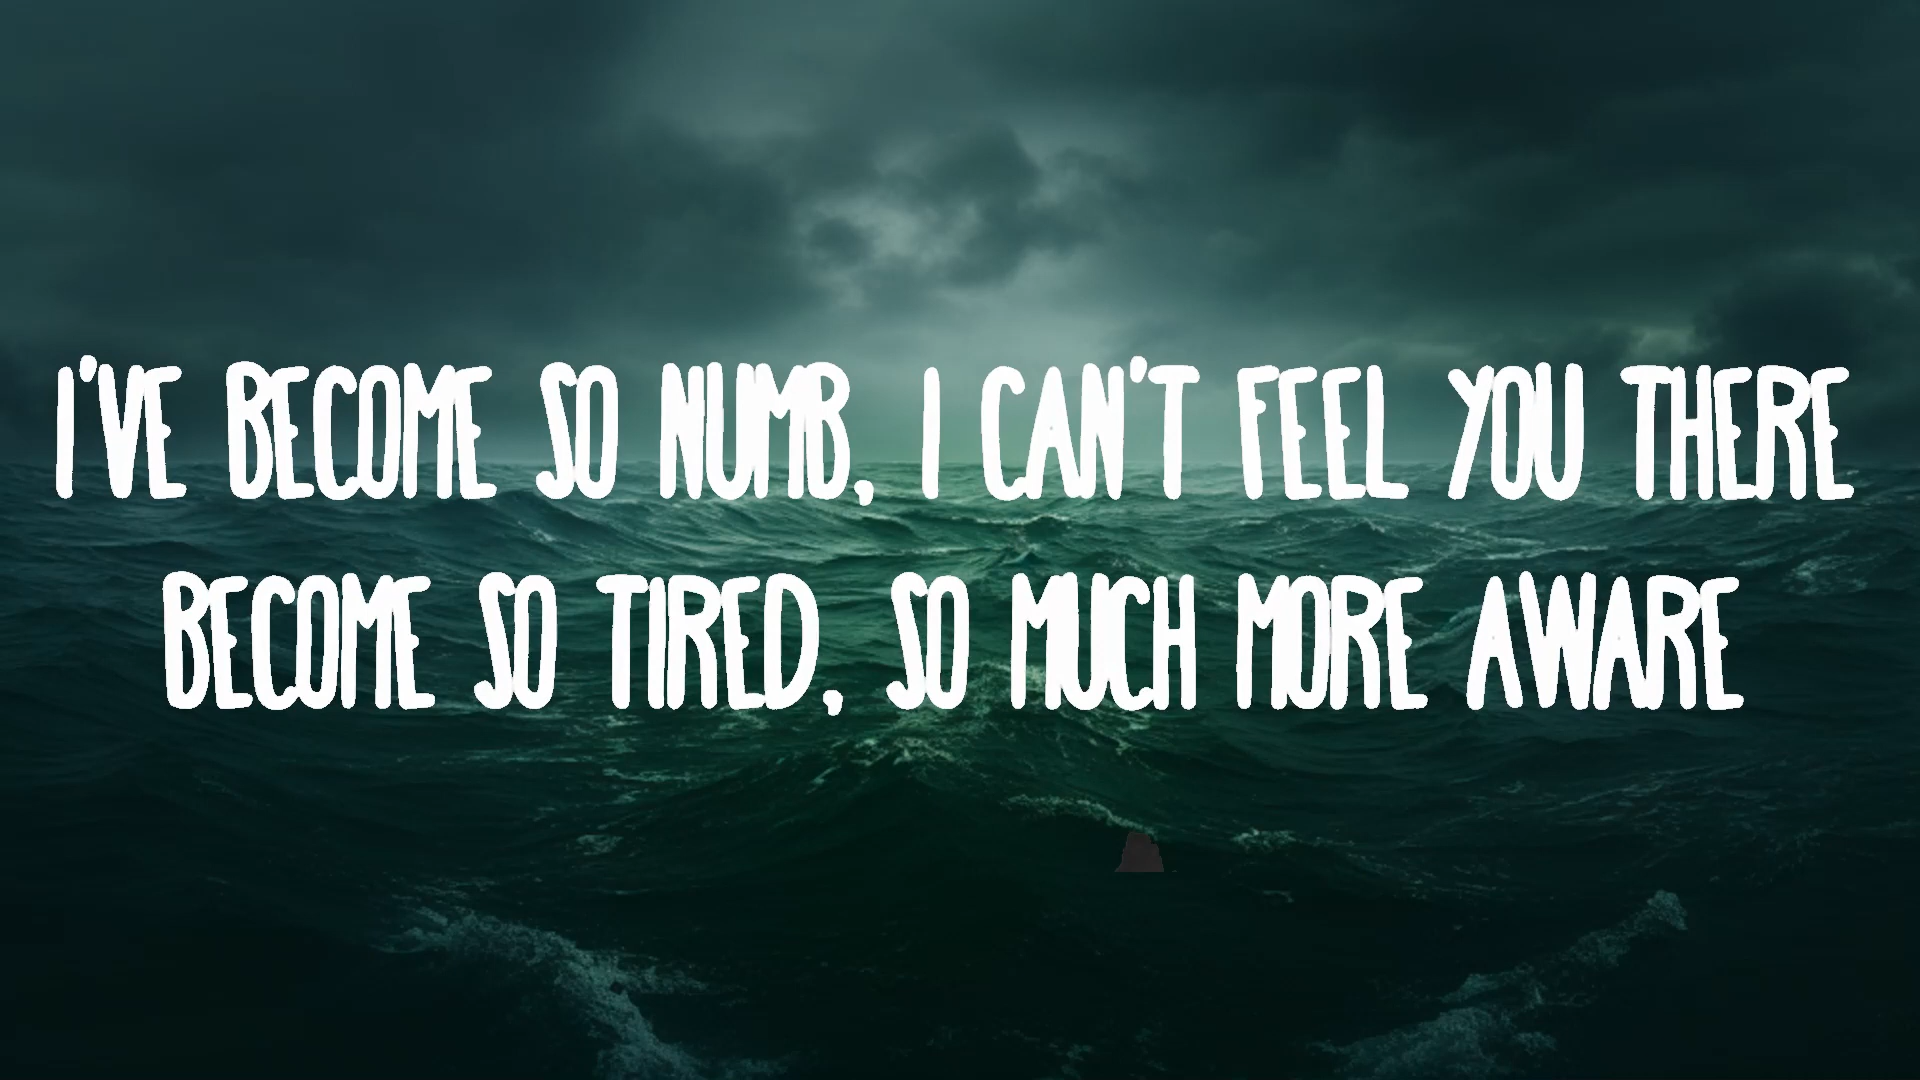 I'VE BECOME SO NUMB, I CAN'T FEEL YOU THERE
BECOME SO TIRED, SO MUCH MORE AWARE